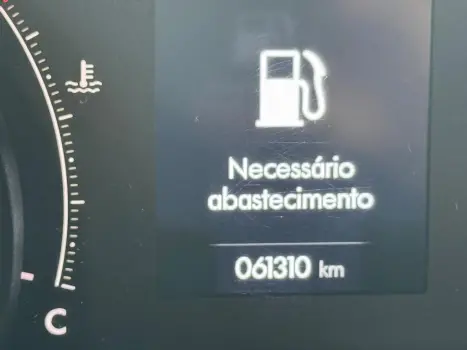 Necessário
abastecimento
061310 km
C